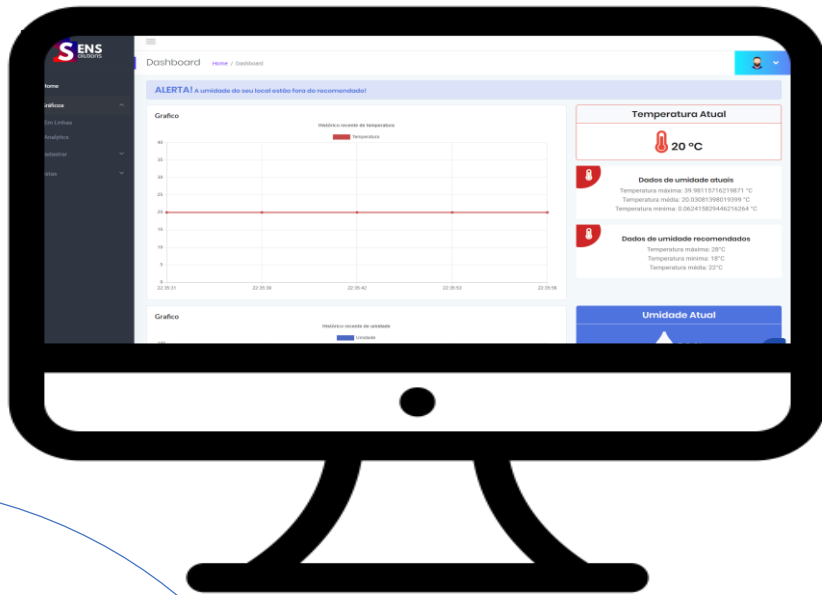 SENS
OLUTIONS
Dashboard Home / Dashboard
Home
ALERTA! A umidade do seu local estão fora do recomendado!
Gráficos
Em Linhas
Analytics
Cadastrar
Grafico
Histórico recente de temperatura
Temperatura
40
35
30
25
20
15
10
5
0
22:35:31 22:35:36 22:35:42 22:35:53 22:35:58
Temperatura Atual
20 °C
Dados de umidade atuais
Temperatura máxima: 39.98115716219871 °C
Temperatura média: 20.03081398019399 °C
Temperatura mínima: 0.062415829446216264 °C
Dados de umidade recomendados
Temperatura máxima: 28°C
Temperatura mínima: 18°C
Temperatura média: 22°C
Grafico
Histórico recente de umidade
Umidade
100
Umidade Atual